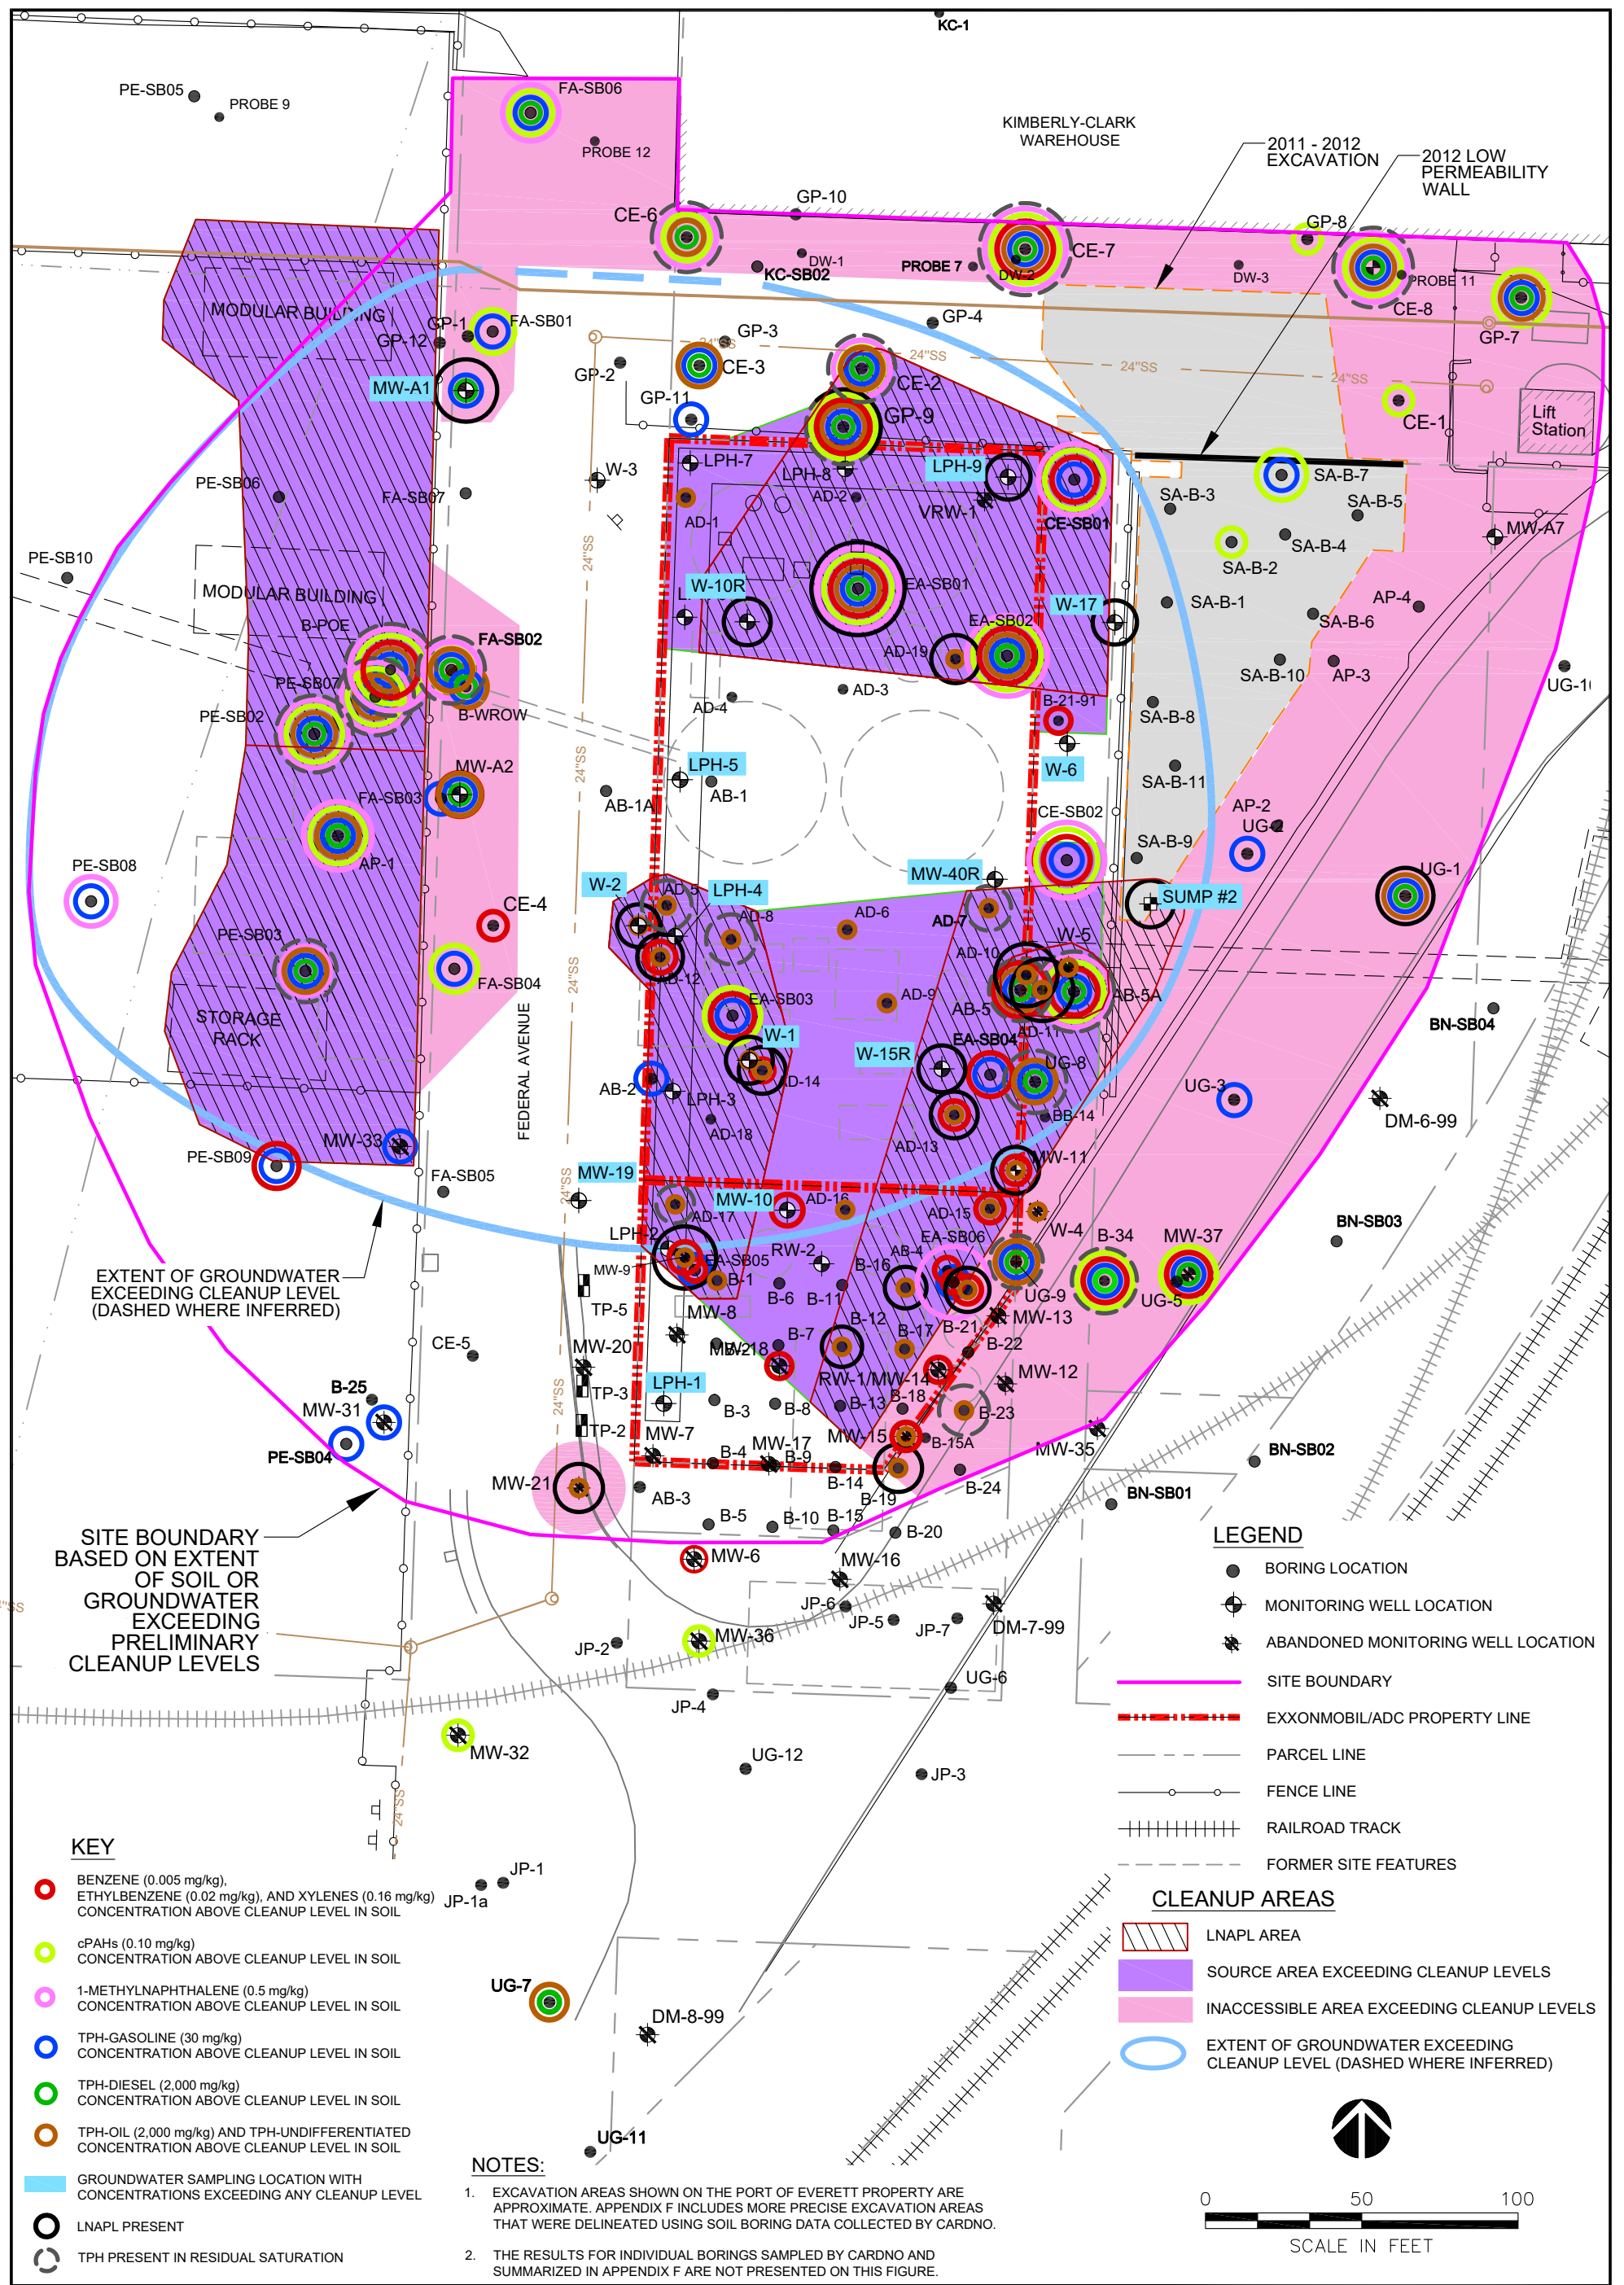 KC-1
PE-SB05
PROBE 9
FA-SB06
PROBE 12
KIMBERLY-CLARK
WAREHOUSE
2011 - 2012
EXCAVATION
2012 LOW
PERMEABILITY
WALL
CE-6
GP-10
DW-1
KC-SB02
PROBE 7
DW-2
CE-7
GP-8
DW-3
PROBE 11
CE-8
GP-7
MODULAR BUILDING
GP-1
GP-12
FA-SB01
MW-A1
GP-2
GP-3
24"SS
CE-3
GP-4
24"SS
CE-2
24"SS
24"SS
CE-1
Lift
Station
GP-11
GP-9
W-3
LPH-7
LPH-8
LPH-9
AD-1
AD-2
VRW-1
CE-SB01
SA-B-7
SA-B-3
SA-B-5
SA-B-4
SA-B-2
MW-A7
PE-SB06
FA-SB07
PE-SB10
24"SS
MODULAR BUILDING
W-10R
EA-SB01
W-17
SA-B-1
AP-4
SA-B-6
B-POE
FA-SB02
EA-SB02
AD-19
SA-B-10
AP-3
PE-SB07
PE-SB02
B-WROW
AD-4
AD-3
B-21-91
SA-B-8
W-6
24"SS
LPH-5
AB-1
AB-1A
SA-B-11
MW-A2
FA-SB03
AP-1
CE-SB02
AP-2
UG-2
SA-B-9
PE-SB08
CE-4
W-2
AD-5
LPH-4
AD-8
AD-6
MW-40R
AD-7
SUMP #2
UG-1
PE-SB03
FA-SB04
24"SS
AD-12
AD-10
W-5
AD-9
AB-5
AB-5A
AD-11
STORAGE
RACK
EA-SB03
W-1
W-15R
EA-SB04
UG-8
BN-SB04
FEDERAL AVENUE
AB-2
AD-14
LPH-3
AD-18
AD-13
BB-14
UG-3
DM-6-99
MW-33
PE-SB09
FA-SB05
MW-19
24"SS
MW-10
AD-16
AD-17
MW-11
AD-15
W-4
B-34
MW-37
BN-SB03
EXTENT OF GROUNDWATER
EXCEEDING CLEANUP LEVEL
(DASHED WHERE INFERRED)
LPH-2
MW-9
EA-SB05
B-1
RW-2
B-6
B-11
B-16
AB-4
EA-SB06
UG-9
UG-5
TP-5
MW-8
B-12
B-17
B-21
MW-13
CE-5
MW-20
MW-18
B-7
RW-1/MW-14
B-22
MW-12
B-25
MW-31
TP-3
LPH-1
B-3
B-8
B-13
B-18
B-23
PE-SB04
24"SS
TP-2
MW-7
B-4
MW-17
B-9
MW-15
B-15A
MW-35
BN-SB02
MW-21
AB-3
B-14
B-19
B-24
BN-SB01
SITE BOUNDARY
BASED ON EXTENT
OF SOIL OR
GROUNDWATER
EXCEEDING
PRELIMINARY
CLEANUP LEVELS
B-5
B-10
B-15
B-20
MW-6
MW-16
MW-36
JP-6
JP-5
JP-7
DM-7-99
JP-2
UG-6
JP-4
MW-32
UG-12
JP-3
24"SS
JP-1
JP-1a
UG-7
DM-8-99
UG-11
LEGEND
BORING LOCATION
MONITORING WELL LOCATION
ABANDONED MONITORING WELL LOCATION
SITE BOUNDARY
EXXONMOBIL/ADC PROPERTY LINE
PARCEL LINE
FENCE LINE
RAILROAD TRACK
FORMER SITE FEATURES
CLEANUP AREAS
LNAPL AREA
SOURCE AREA EXCEEDING CLEANUP LEVELS
INACCESSIBLE AREA EXCEEDING CLEANUP LEVELS
EXTENT OF GROUNDWATER EXCEEDING
CLEANUP LEVEL (DASHED WHERE INFERRED)
0 50 100
SCALE IN FEET
KEY
BENZENE (0.005 mg/kg),
ETHYLBENZENE (0.02 mg/kg), AND XYLENES (0.16 mg/kg)
CONCENTRATION ABOVE CLEANUP LEVEL IN SOIL
cPAHs (0.10 mg/kg)
CONCENTRATION ABOVE CLEANUP LEVEL IN SOIL
1-METHYLNAPHTHALENE (0.5 mg/kg)
CONCENTRATION ABOVE CLEANUP LEVEL IN SOIL
TPH-GASOLINE (30 mg/kg)
CONCENTRATION ABOVE CLEANUP LEVEL IN SOIL
TPH-DIESEL (2,000 mg/kg)
CONCENTRATION ABOVE CLEANUP LEVEL IN SOIL
TPH-OIL (2,000 mg/kg) AND TPH-UNDIFFERENTIATED
CONCENTRATION ABOVE CLEANUP LEVEL IN SOIL
GROUNDWATER SAMPLING LOCATION WITH
CONCENTRATIONS EXCEEDING ANY CLEANUP LEVEL
LNAPL PRESENT
TPH PRESENT IN RESIDUAL SATURATION
NOTES:
1. EXCAVATION AREAS SHOWN ON THE PORT OF EVERETT PROPERTY ARE
APPROXIMATE. APPENDIX F INCLUDES MORE PRECISE EXCAVATION AREAS
THAT WERE DELINEATED USING SOIL BORING DATA COLLECTED BY CARDNO.
2. THE RESULTS FOR INDIVIDUAL BORINGS SAMPLED BY CARDNO AND
SUMMARIZED IN APPENDIX F ARE NOT PRESENTED ON THIS FIGURE.